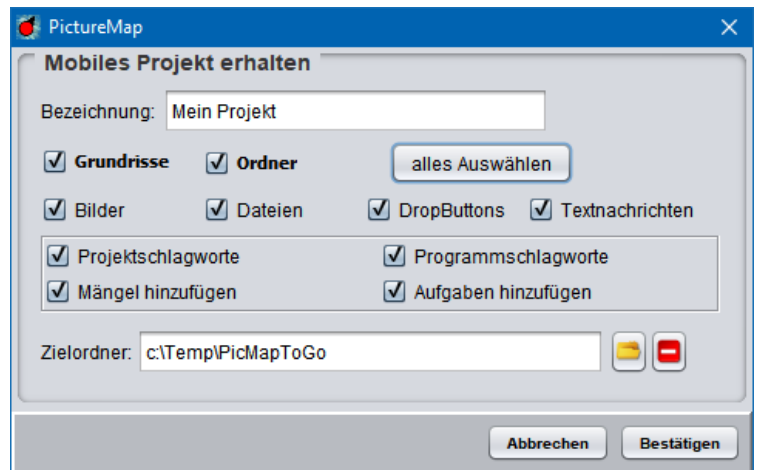 PictureMap
Mobiles Projekt erhalten
Bezeichnung: Mein Projekt
Grundrisse Ordner alles Auswählen
Bilder Dateien DropButtons Textnachrichten
Projektschlagworte Programmschlagworte
Mängel hinzufügen Aufgaben hinzufügen
Zielordner: c:\Temp\PicMapToGo
Abbrechen Bestätigen